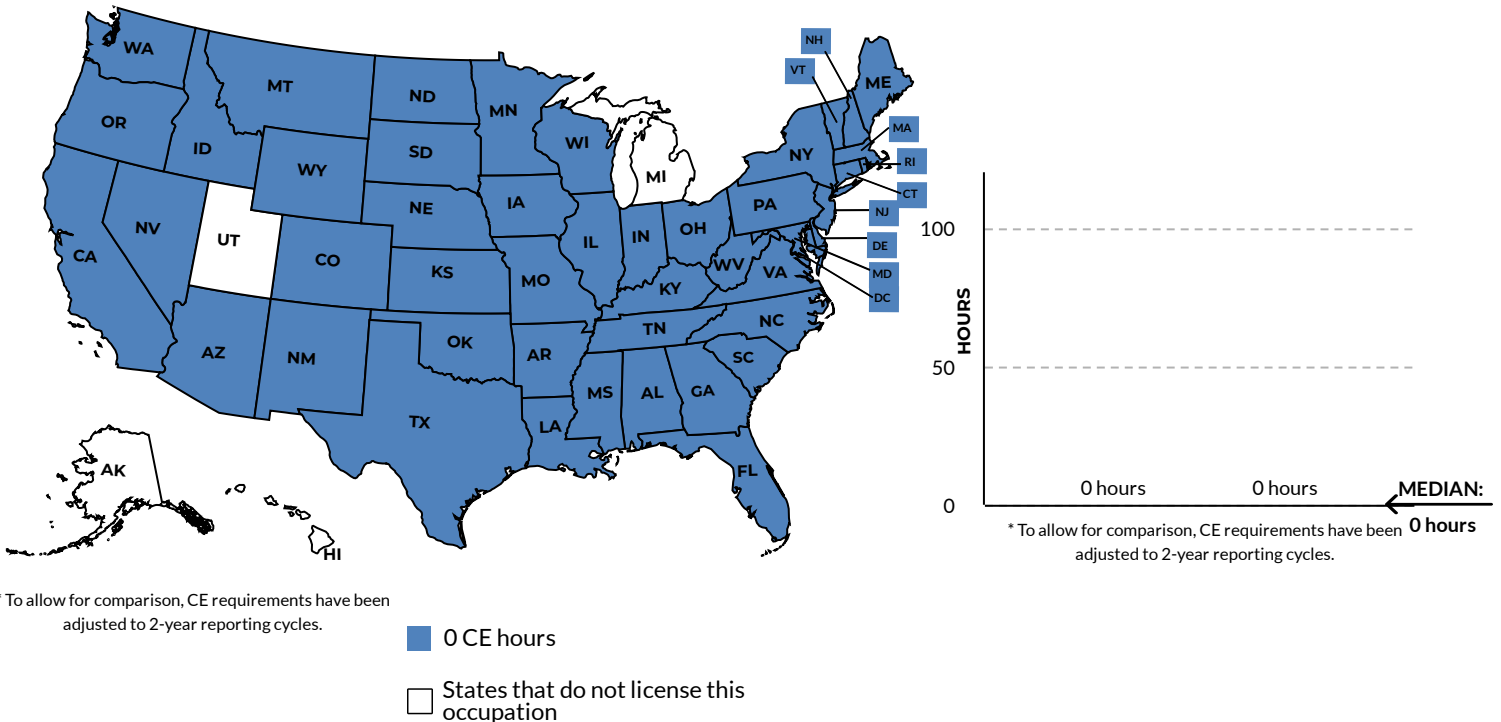 WA
MT
ND
MN
OR
ID
WY
SD
WI
MI
NE
IA
NY
ME
NH
VT
MA
RI
CT
NJ
DE
MD
DC
PA
NV
UT
CO
KS
MO
IL
IN
OH
WV
VA
KY
CA
AZ
NM
OK
AR
TN
NC
SC
MS
AL
GA
TX
LA
FL
AK
HI
* To allow for comparison, CE requirements have been
adjusted to 2-year reporting cycles.
0 CE hours
States that do not license this
occupation
HOURS
100
50
0
0 hours
0 hours
MEDIAN:
0 hours
* To allow for comparison, CE requirements have been
adjusted to 2-year reporting cycles.